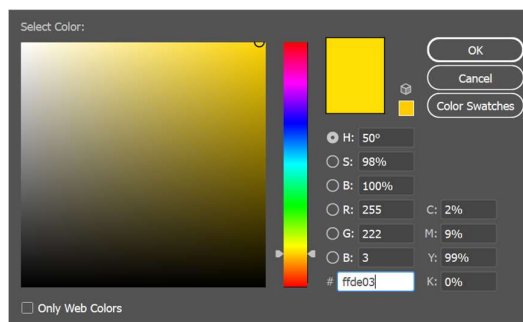 Select Color:
OK
Cancel
Color Swatches
H: 50°
S: 98%
B: 100%
R: 255 C: 2%
G: 222 M: 9%
B: 3 Y: 99%
# ffde03 K: 0%
Only Web Colors